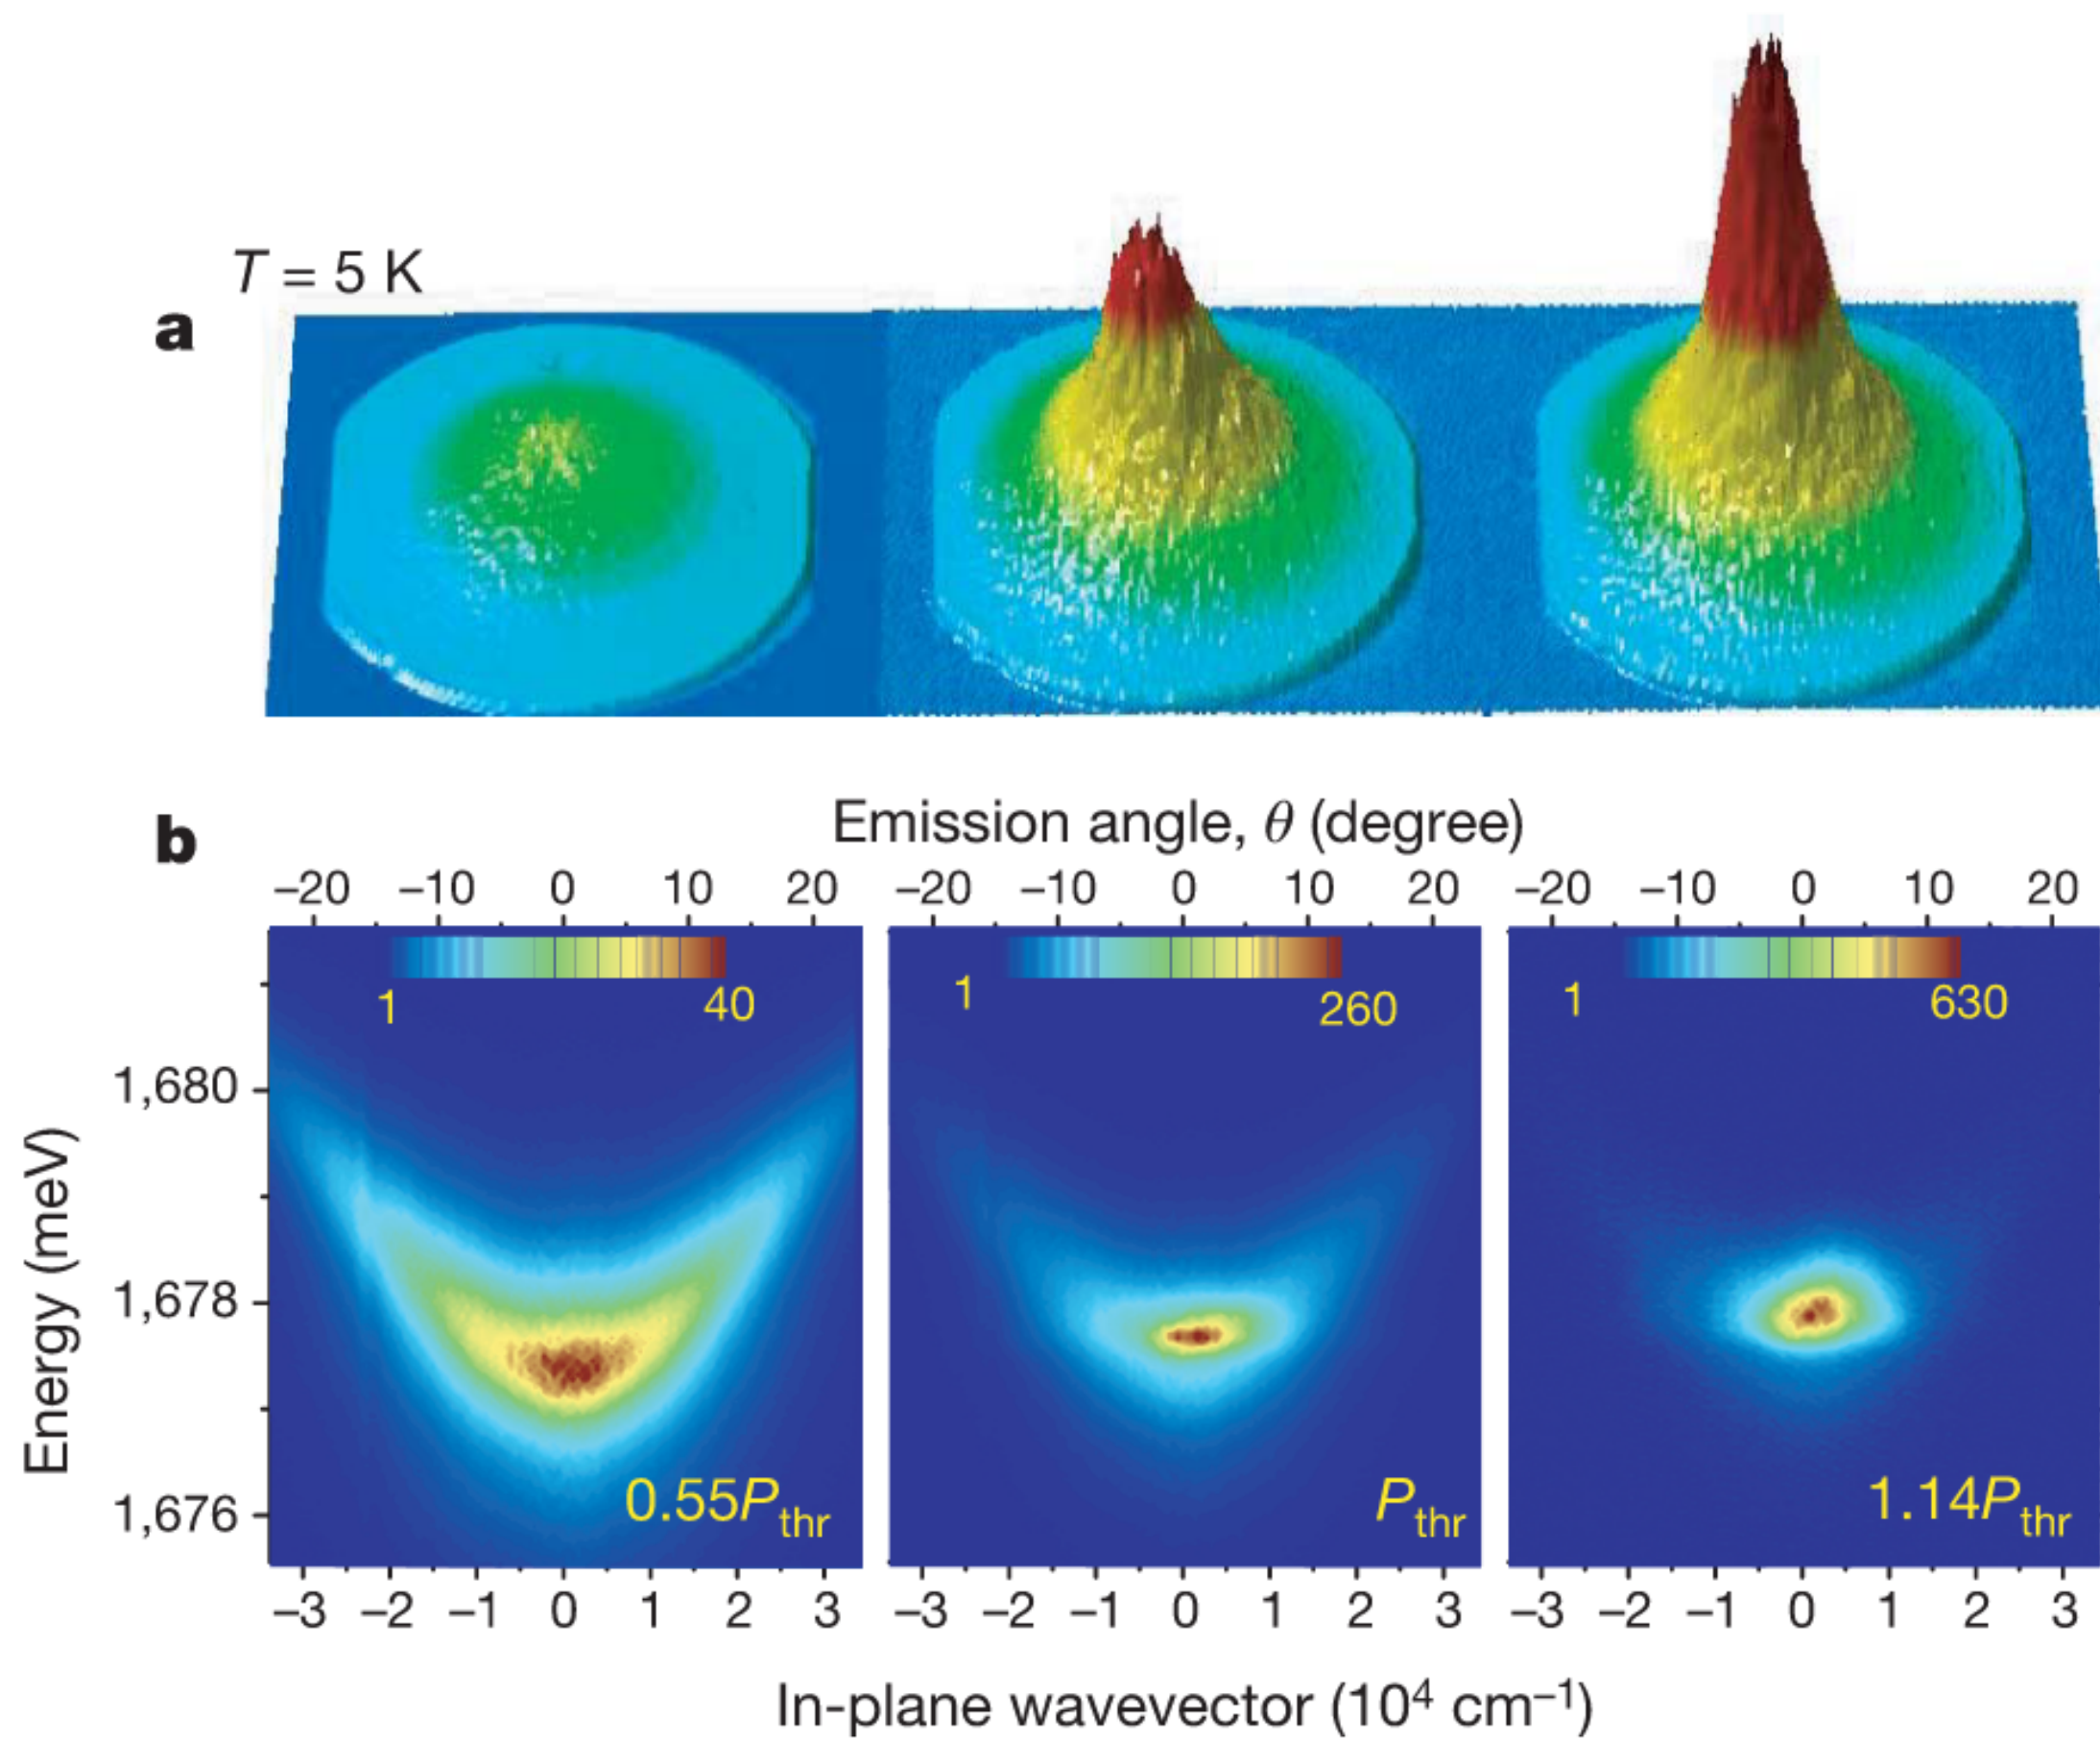 T = 5 K
a
b
Emission angle, θ (degree)
–20 –10 0 10 20 –20 –10 0 10 20 –20 –10 0 10 20
1 40 1 260 1 630
1,680
1,678
1,676
Energy (meV)
0.55Pthr Pthr 1.14Pthr
–3 –2 –1 0 1 2 3 –3 –2 –1 0 1 2 3 –3 –2 –1 0 1 2 3
In-plane wavevector (10⁴ cm⁻¹)